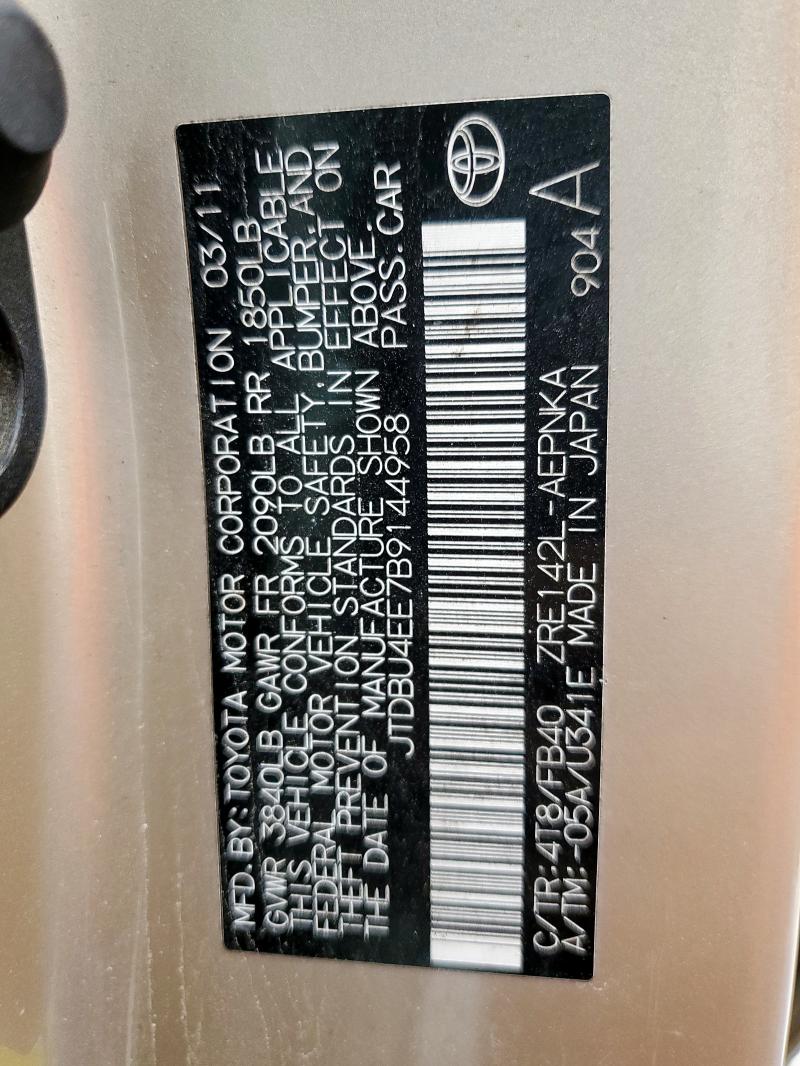 MFD.BY:TOYOTA MOTOR CORPORATION 03/11
GVWR 3840LB GAWR FR 2090LB RR 1850LB
THIS VEHICLE CONFORMS TO ALL APPLICABLE
FEDERAL MOTOR VEHICLE SAFETY, BUMPER, AND
THEFT PREVENTION STANDARDS IN EFFECT ON
THE DATE OF MANUFACTURE SHOWN ABOVE.
JTDBU4EE7B9144958 PASS.CAR
C/TR:4T8/FB40 ZRE142L-AEPNKA
A/TM:-05A/U341E MADE IN JAPAN
904A